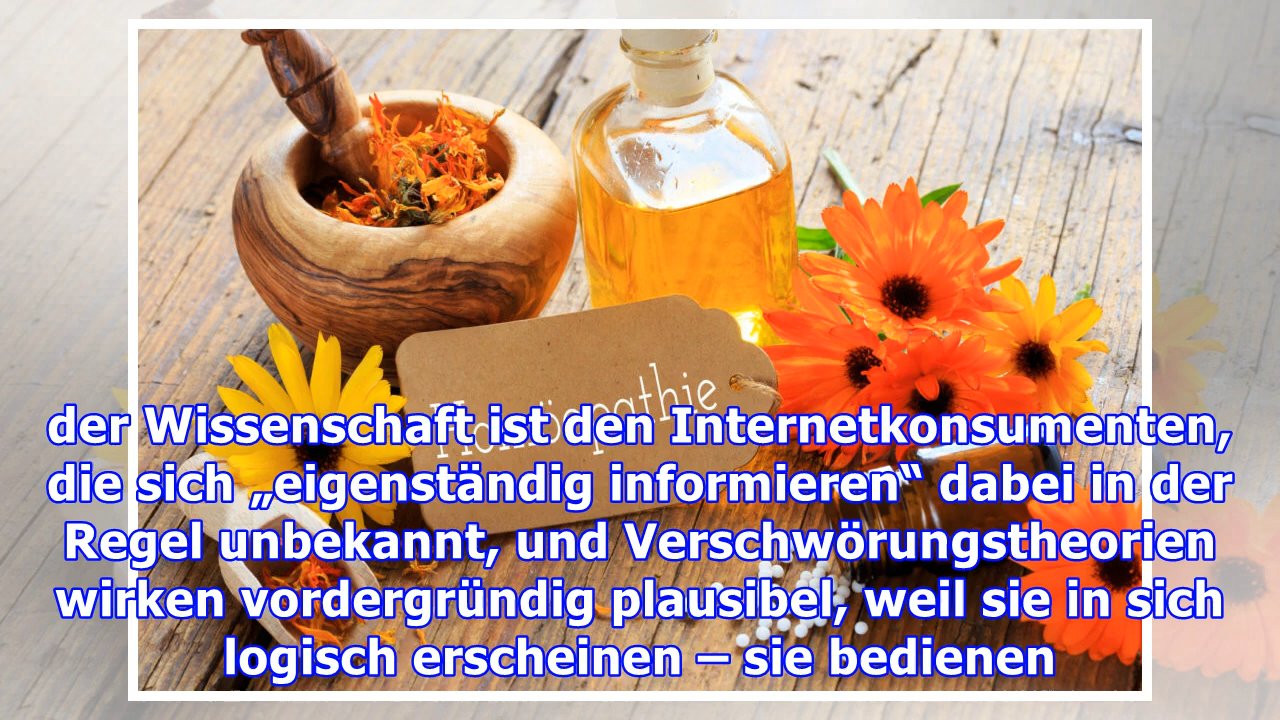 Homöopathie
der Wissenschaft ist den Internetkonsumenten,
die sich „eigenständig informieren“ dabei in der
Regel unbekannt, und Verschwörungstheorien
wirken vordergründig plausibel, weil sie in sich
logisch erscheinen – sie bedienen